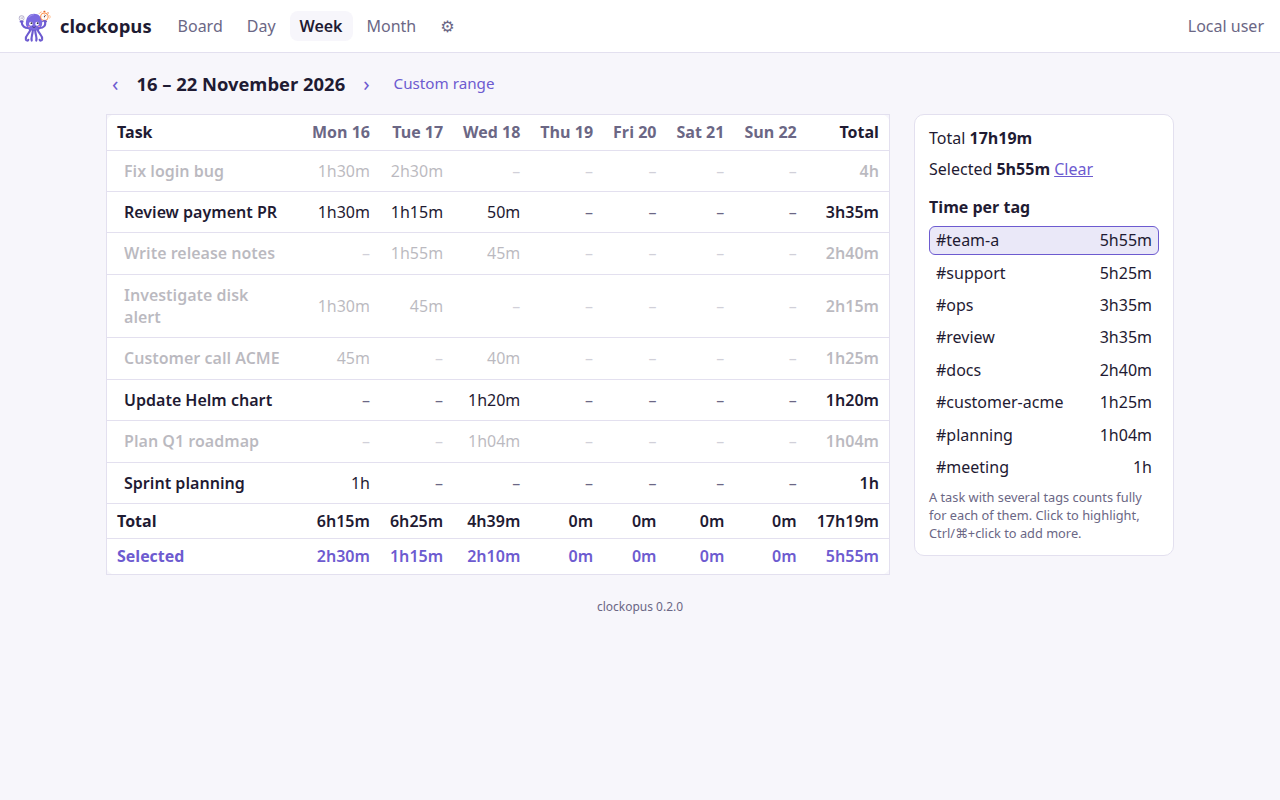 clockopus Board Day Week Month ⚙ Local user
‹ 16 – 22 November 2026 › Custom range
Task Mon 16 Tue 17 Wed 18 Thu 19 Fri 20 Sat 21 Sun 22 Total
Fix login bug 1h30m 2h30m – – – – – 4h
Review payment PR 1h30m 1h15m 50m – – – – 3h35m
Write release notes – 1h55m 45m – – – – 2h40m
Investigate disk
alert 1h30m 45m – – – – – 2h15m
Customer call ACME 45m – 40m – – – – 1h25m
Update Helm chart – – 1h20m – – – – 1h20m
Plan Q1 roadmap – – 1h04m – – – – 1h04m
Sprint planning 1h – – – – – – 1h
Total 6h15m 6h25m 4h39m 0m 0m 0m 0m 17h19m
Selected 2h30m 1h15m 2h10m 0m 0m 0m 0m 5h55m
Total 17h19m
Selected 5h55m Clear
Time per tag
#team-a 5h55m
#support 5h25m
#ops 3h35m
#review 3h35m
#docs 2h40m
#customer-acme 1h25m
#planning 1h04m
#meeting 1h
A task with several tags counts fully
for each of them. Click to highlight,
Ctrl/⌘+click to add more.
clockopus 0.2.0